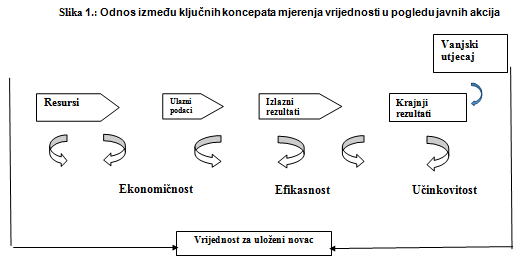 Slika 1.: Odnos između ključnih koncepata mjerenja vrijednosti u pogledu javnih akcija
Vanjski
utjecaj
Resursi
Ulazni
podaci
Izlazni
rezultati
Krajnji
rezultati
Ekonomičnost
Efikasnost
Učinkovitost
Vrijednost za uloženi novac